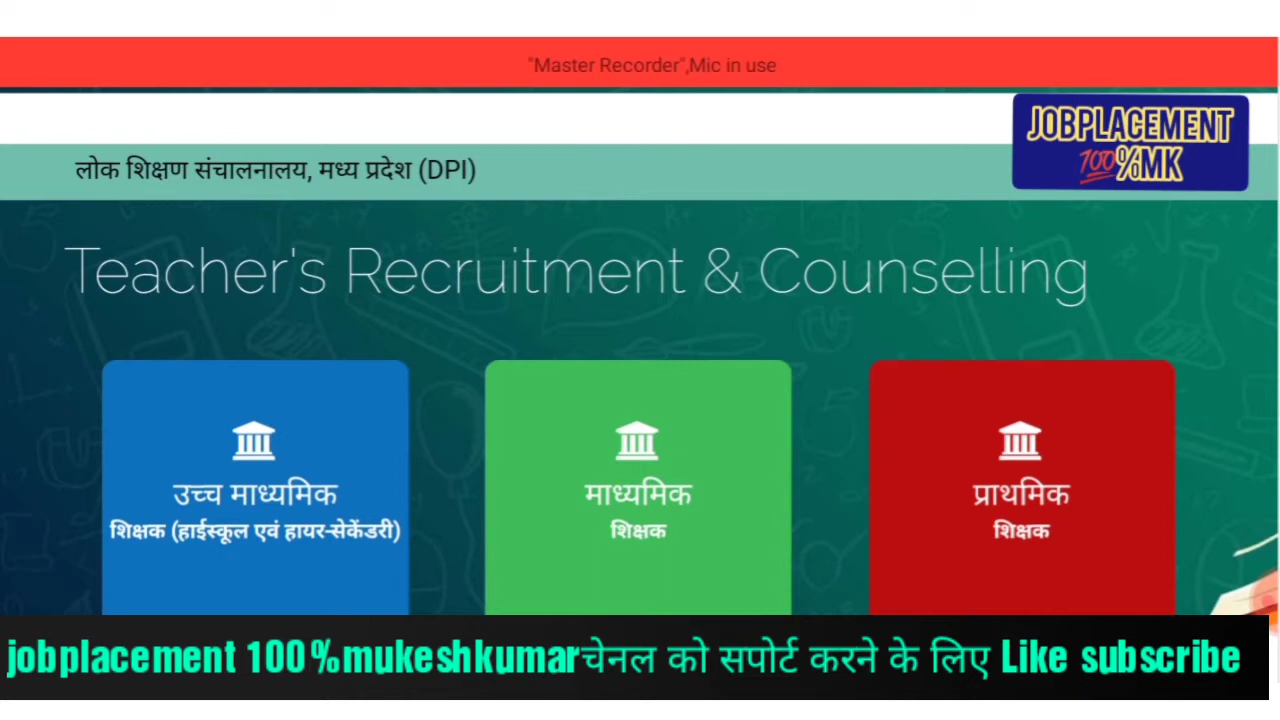 "Master Recorder",Mic in use
JOBPLACEMENT
100%MK
लोक शिक्षण संचालनालय, मध्य प्रदेश (DPI)
Teacher's Recruitment & Counselling
उच्च माध्यमिक
शिक्षक (हाईस्कूल एवं हायर-सेकेंडरी)
माध्यमिक
शिक्षक
प्राथमिक
शिक्षक
jobplacement 100%mukeshkumarचेनल को सपोर्ट करने के लिए Like subscribe